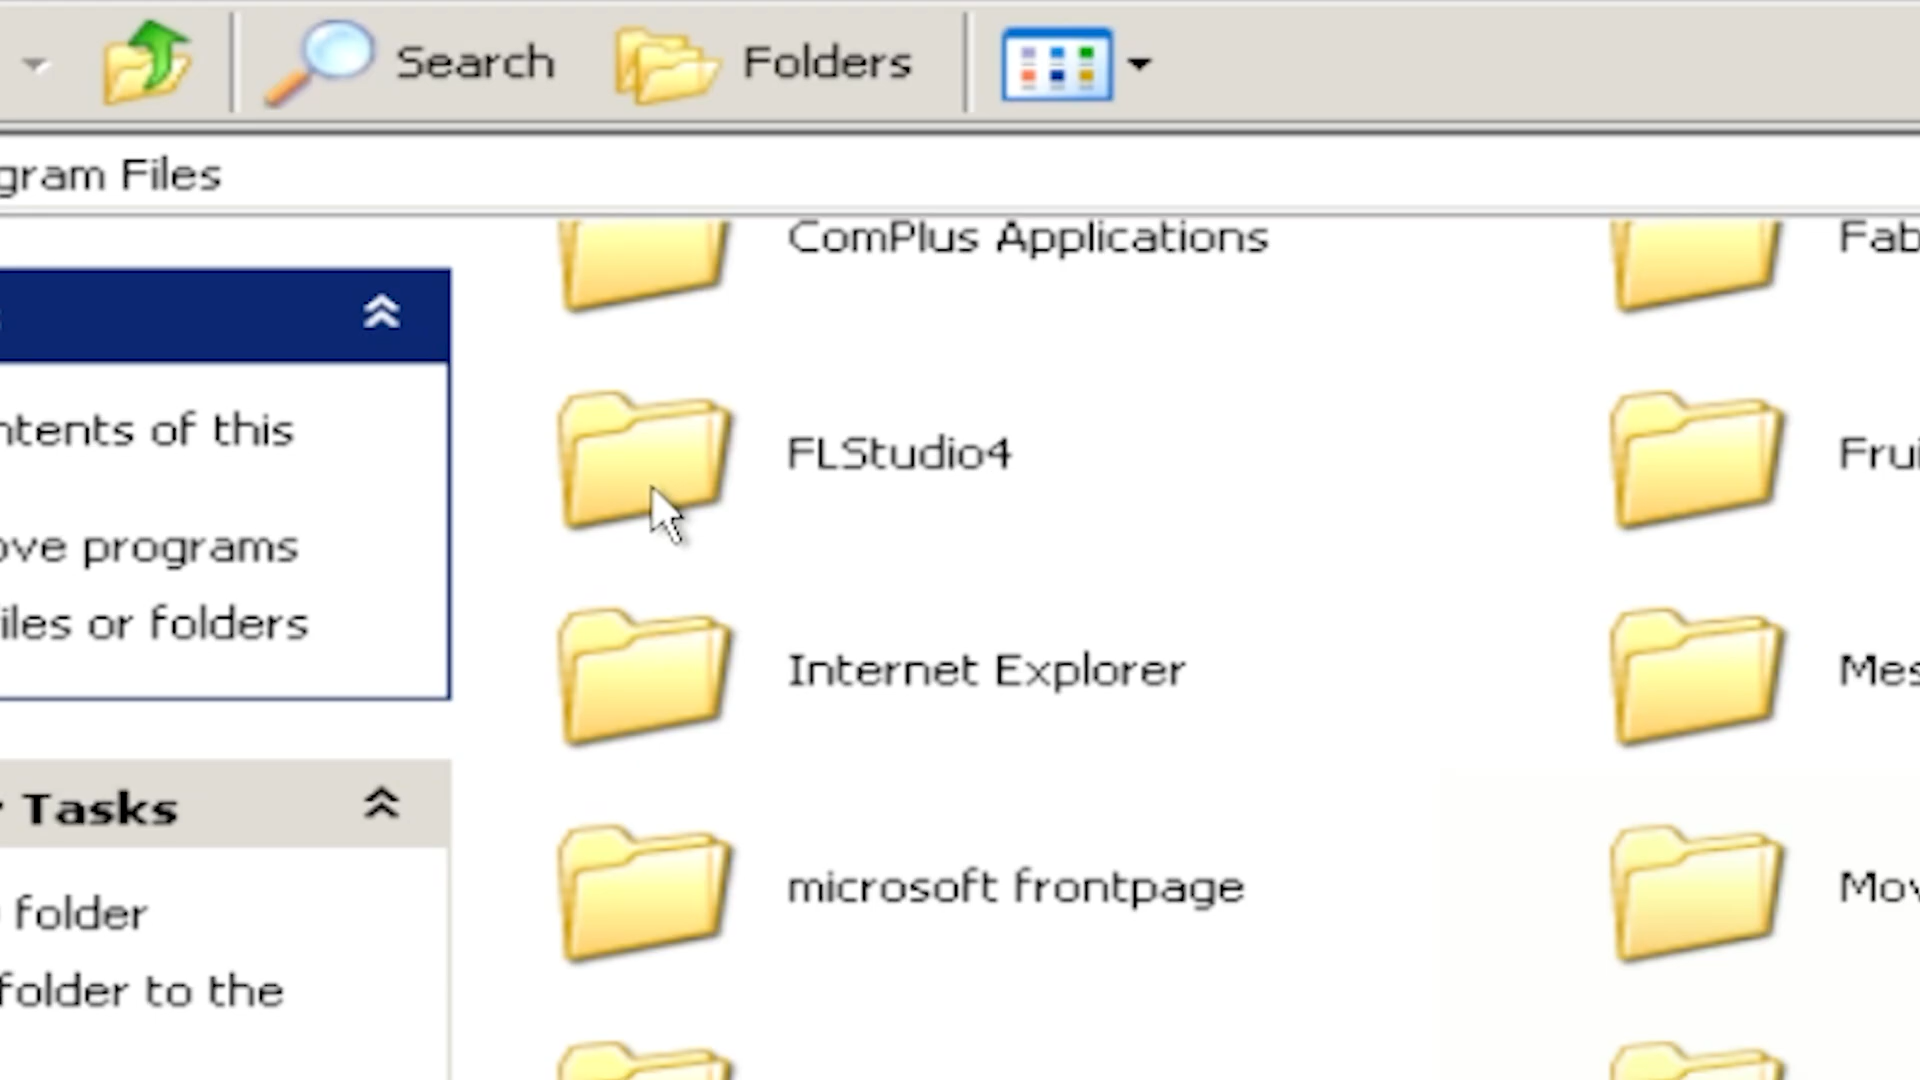 Search Folders
gram Files
ComPlus Applications Fab
ntents of this
FLStudio4 Frui
ove programs
iles or folders
Internet Explorer Mes
Tasks
microsoft frontpage Mov
folder
folder to the